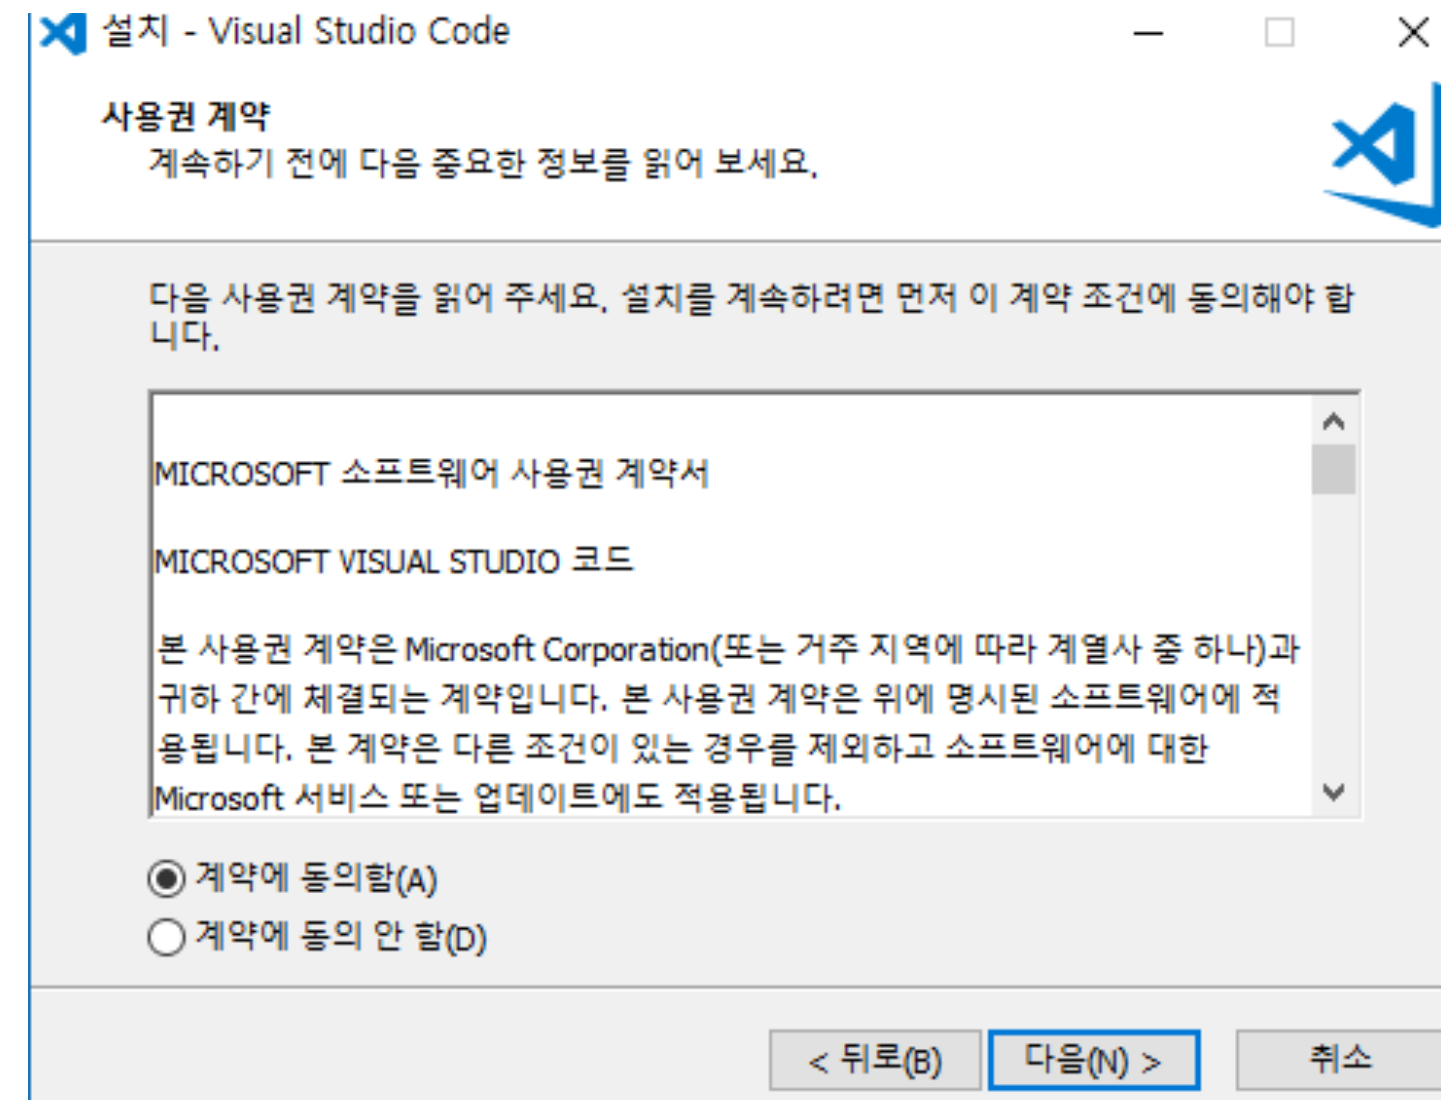 설치 - Visual Studio Code
사용권 계약
계속하기 전에 다음 중요한 정보를 읽어 보세요.
다음 사용권 계약을 읽어 주세요. 설치를 계속하려면 먼저 이 계약 조건에 동의해야 합
니다.
MICROSOFT 소프트웨어 사용권 계약서
MICROSOFT VISUAL STUDIO 코드
본 사용권 계약은 Microsoft Corporation(또는 거주 지역에 따라 계열사 중 하나)과
귀하 간에 체결되는 계약입니다. 본 사용권 계약은 위에 명시된 소프트웨어에 적
용됩니다. 본 계약은 다른 조건이 있는 경우를 제외하고 소프트웨어에 대한
Microsoft 서비스 또는 업데이트에도 적용됩니다.
계약에 동의함(A)
계약에 동의 안 함(D)
< 뒤로(B) 다음(N) > 취소